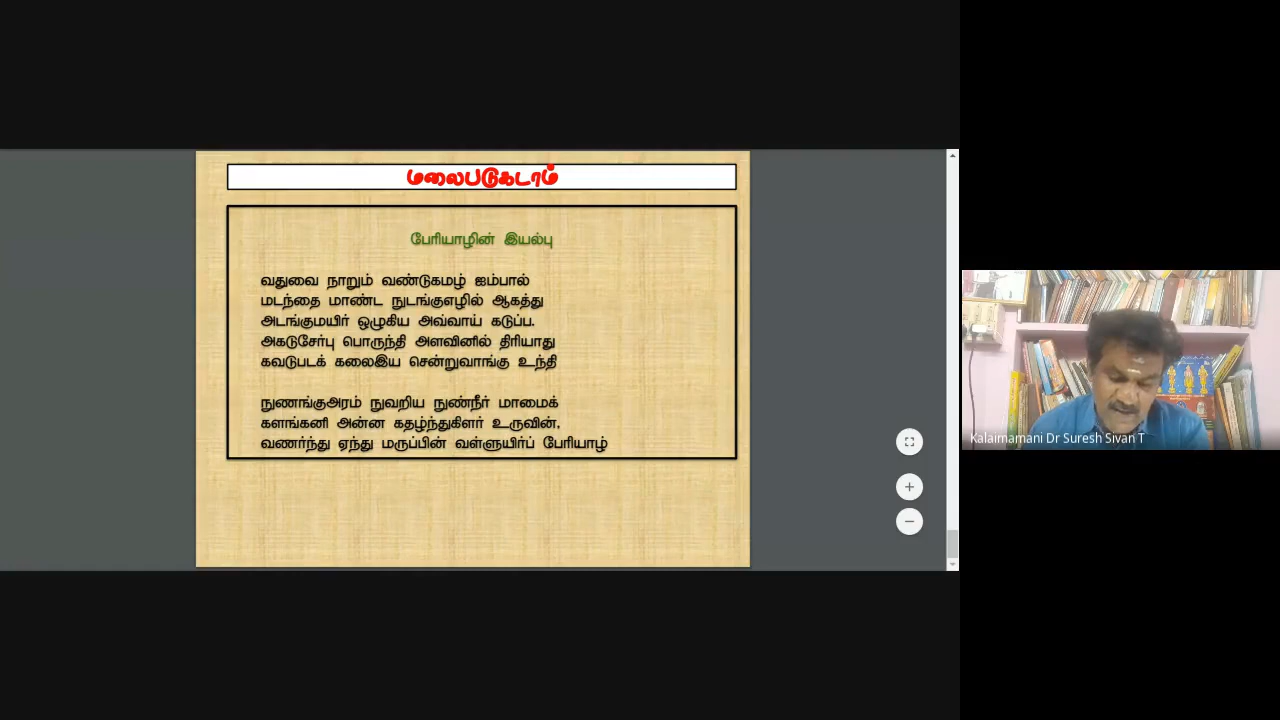 மலைபடுகடாம்
பேரியாழின் இயல்பு
வதுவை நாறும் வண்டுகமழ் ஐம்பால்
மடந்தை மாண்ட நுடங்குஎழில் ஆகத்து
அடங்குமயிர் ஒழுகிய அவ்வாய் கடுப்ப.
அகடுசேர்பு பொருந்தி அளவினில் திரியாது
கவடுபடக் கலைஇய சென்றுவாங்கு உந்தி
நுணங்குஅரம் நுவறிய நுண்நீர் மாமைக்
களங்கனி அன்ன கதழ்ந்துகிளர் உருவின்,
வணர்ந்து ஏந்து மருப்பின் வள்ளுயிர்ப் பேரியாழ்
Kalaimamani Dr Suresh Sivan T